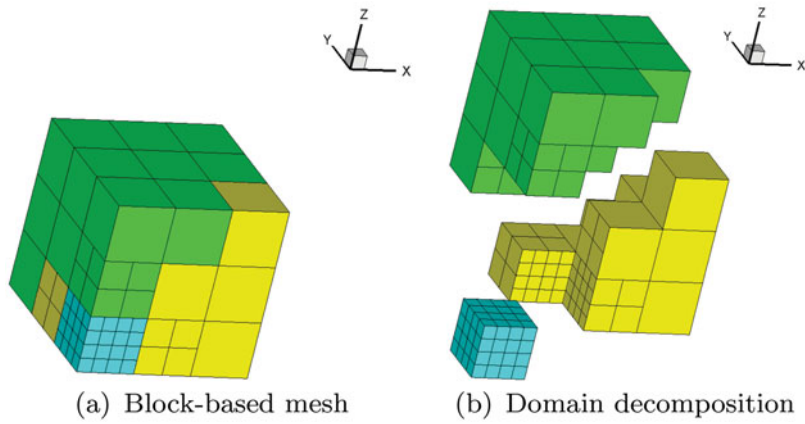 Z
Y
X
Z
Y
X
(a) Block-based mesh
(b) Domain decomposition